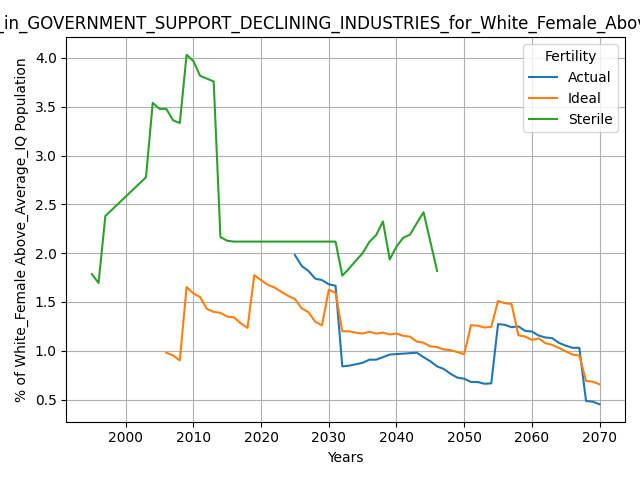 _in_GOVERNMENT_SUPPORT_DECLINING_INDUSTRIES_for_White_Female_Abov
Fertility
Actual
Ideal
Sterile
% of White_Female Above_Average_IQ Population
4.0
3.5
3.0
2.5
2.0
1.5
1.0
0.5
2000 2010 2020 2030 2040 2050 2060 2070
Years